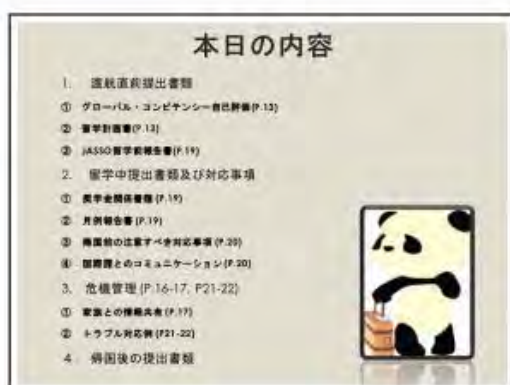 本日の内容
1. 渡航直前提出書類
① グローバル・コンピテンシー自己評価(P.13)
② 留学計画書(P.13)
② JASSO留学前報告書(P.19)
2. 留学中提出書類及び対応事項
① 奨学金関係書類(P.19)
② 月例報告書(P.19)
③ 帰国前の注意すべき対応事項(P.20)
④ 国際課とのコミュニケーション(P.20)
3. 危機管理(P.16-17, P21-22)
① 家族との情報共有(P.17)
② トラブル対応例(P21-22)
4 帰国後の提出書類